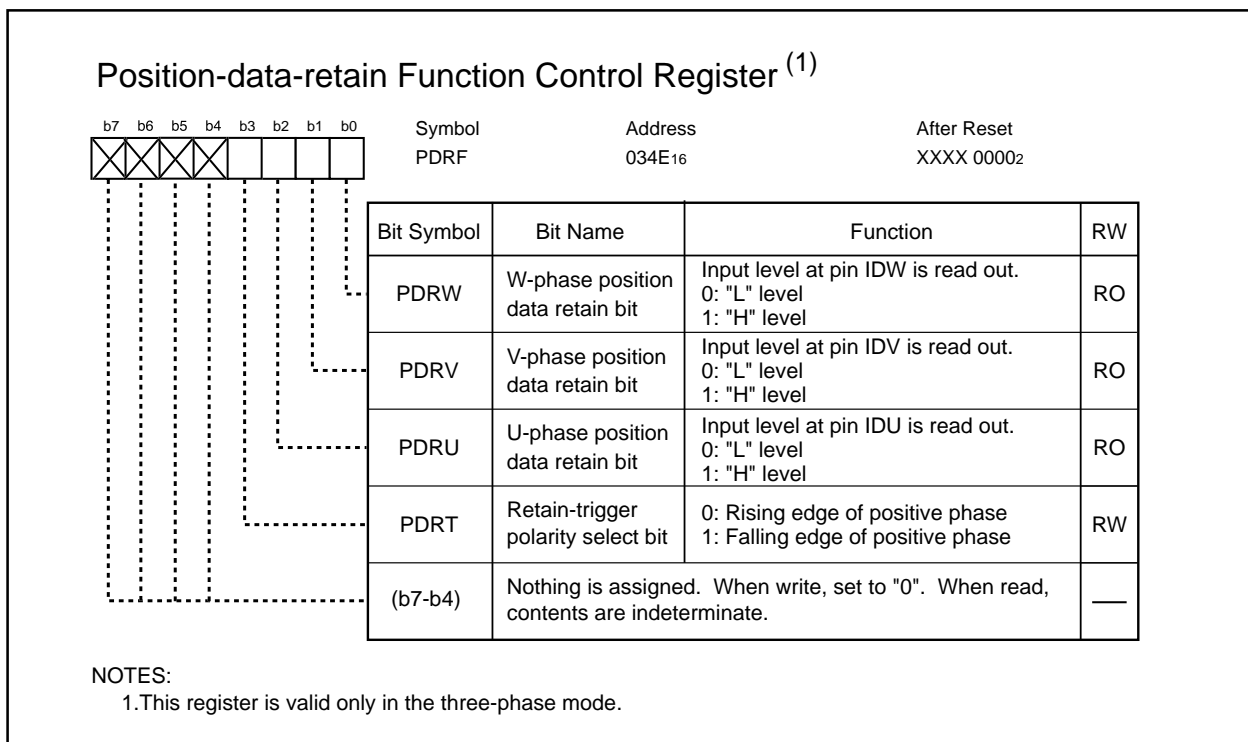 Position-data-retain Function Control Register (1)
b7 b6 b5 b4 b3 b2 b1 b0
Symbol Address After Reset
PDRF 034E16 XXXX 00002
Bit Symbol Bit Name Function RW
PDRW
W-phase position
data retain bit
Input level at pin IDW is read out.
0: "L" level
1: "H" level
RO
PDRV
V-phase position
data retain bit
Input level at pin IDV is read out.
0: "L" level
1: "H" level
RO
PDRU
U-phase position
data retain bit
Input level at pin IDU is read out.
0: "L" level
1: "H" level
RO
PDRT
Retain-trigger
polarity select bit
0: Rising edge of positive phase
1: Falling edge of positive phase
RW
(b7-b4)
Nothing is assigned. When write, set to "0". When read,
contents are indeterminate.
NOTES:
1.This register is valid only in the three-phase mode.